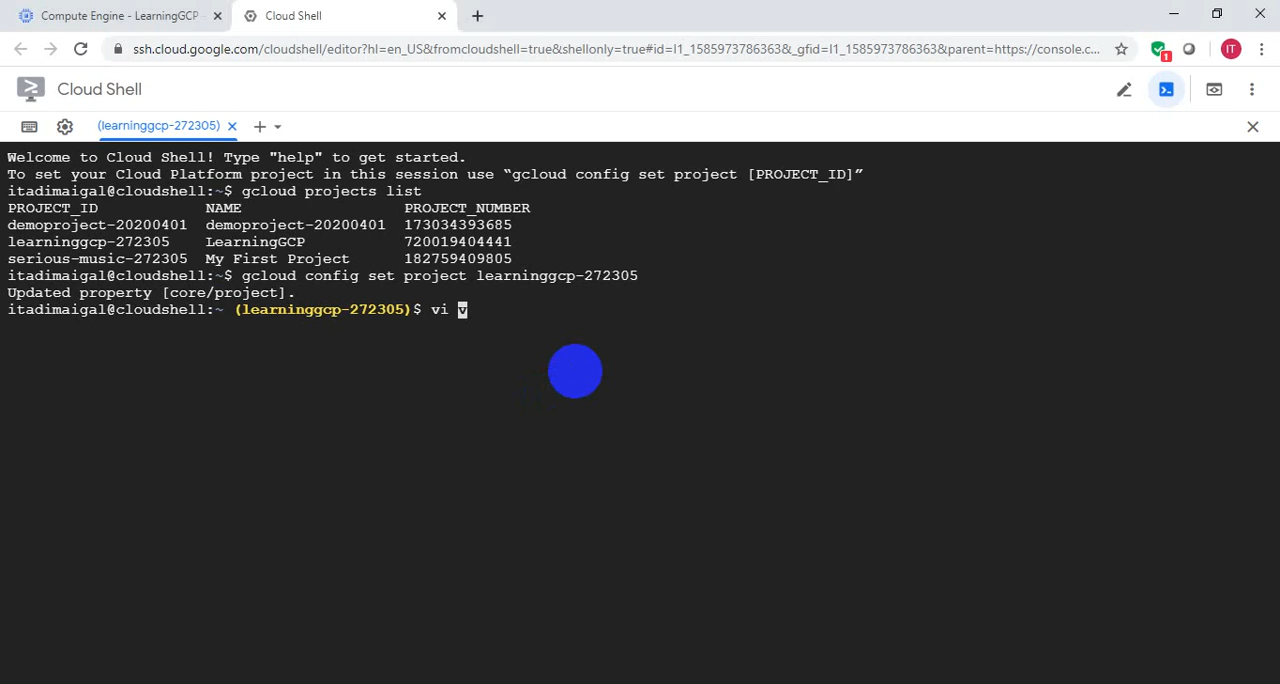 Compute Engine - LearningGCP
Cloud Shell
ssh.cloud.google.com/cloudshell/editor?hl=en_US&fromcloudshell=true&shellonly=true#id=I1_1585973786363&_gfid=I1_1585973786363&parent=https://console.c...
1
IT
Cloud Shell
(learninggcp-272305)
Welcome to Cloud Shell! Type "help" to get started.
To set your Cloud Platform project in this session use “gcloud config set project [PROJECT_ID]”
itadimaigal@cloudshell:~$ gcloud projects list
PROJECT_ID NAME PROJECT_NUMBER
demoproject-20200401 demoproject-20200401 173034393685
learninggcp-272305 LearningGCP 720019404441
serious-music-272305 My First Project 182759409805
itadimaigal@cloudshell:~$ gcloud config set project learninggcp-272305
Updated property [core/project].
itadimaigal@cloudshell:~ (learninggcp-272305)$ vi v